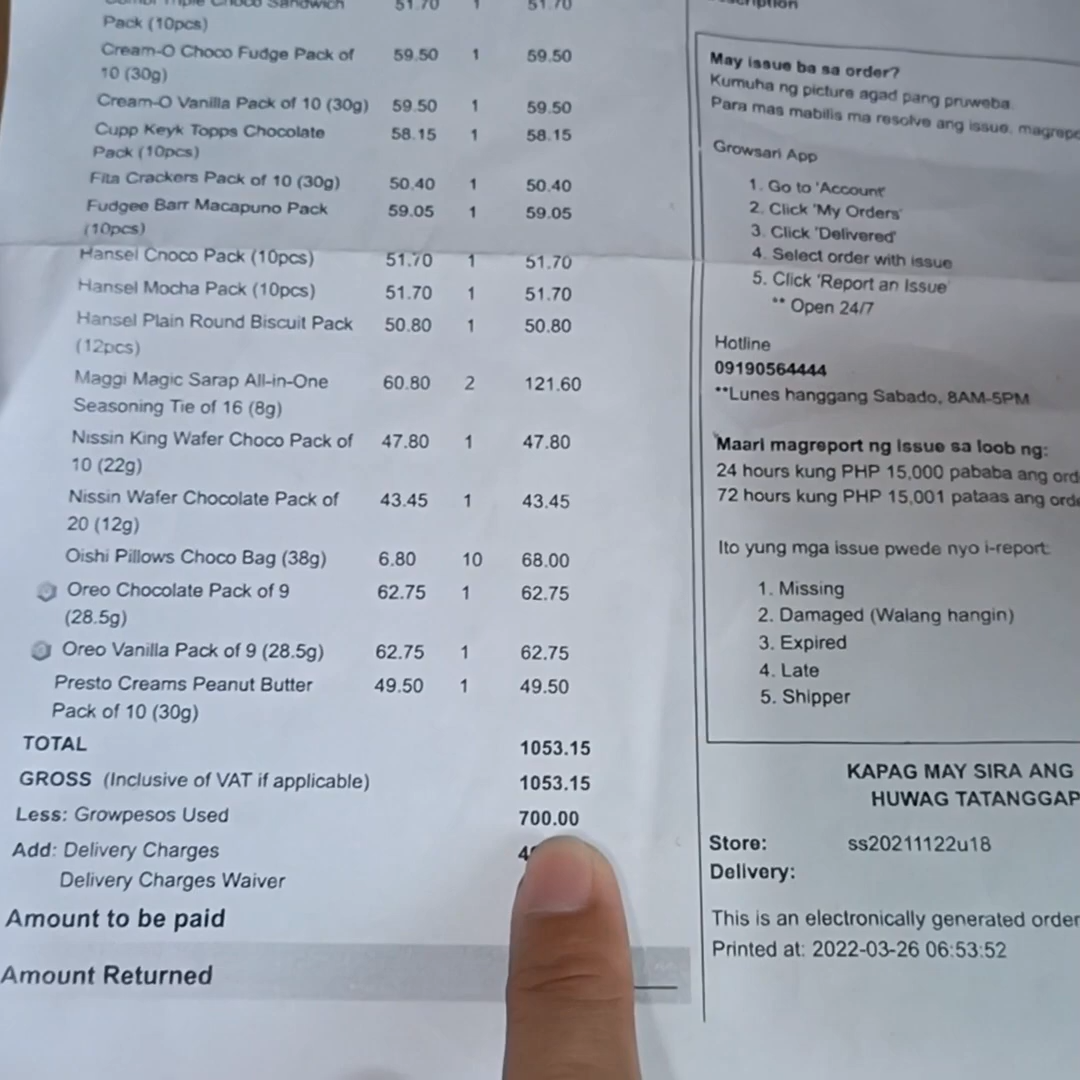 Choco Sandwich 51.70 1 51.70
Pack (10pcs)
Cream-O Choco Fudge Pack of 59.50 1 59.50
10 (30g)
Cream-O Vanilla Pack of 10 (30g) 59.50 1 59.50
Cupp Keyk Topps Chocolate 58.15 1 58.15
Pack (10pcs)
Fita Crackers Pack of 10 (30g) 50.40 1 50.40
Fudgee Barr Macapuno Pack 59.05 1 59.05
(10pcs)
Hansel Choco Pack (10pcs) 51.70 1 51.70
Hansel Mocha Pack (10pcs) 51.70 1 51.70
Hansel Plain Round Biscuit Pack 50.80 1 50.80
(12pcs)
Maggi Magic Sarap All-in-One 60.80 2 121.60
Seasoning Tie of 16 (8g)
Nissin King Wafer Choco Pack of 47.80 1 47.80
10 (22g)
Nissin Wafer Chocolate Pack of 43.45 1 43.45
20 (12g)
Oishi Pillows Choco Bag (38g) 6.80 10 68.00
Oreo Chocolate Pack of 9 62.75 1 62.75
(28.5g)
Oreo Vanilla Pack of 9 (28.5g) 62.75 1 62.75
Presto Creams Peanut Butter 49.50 1 49.50
Pack of 10 (30g)
TOTAL 1053.15
GROSS (Inclusive of VAT if applicable) 1053.15
Less: Growpesos Used 700.00
Add: Delivery Charges
Delivery Charges Waiver
Amount to be paid
Amount Returned
May issue ba sa order?
Kumuha ng picture agad pang pruweba.
Para mas mabilis ma resolve ang issue,
Growsari App
1. Go to 'Account'
2. Click 'My Orders'
3. Click 'Delivered'
4. Select order with issue
5. Click 'Report an Issue'
** Open 24/7
Hotline
09190564444
**Lunes hanggang Sabado, 8AM-5PM
Maari magreport ng Issue sa loob ng:
24 hours kung PHP 15,000 pababa ang
72 hours kung PHP 15,001 pataas ang
Ito yung mga issue pwede nyo i-report:
1. Missing
2. Damaged (Walang hangin)
3. Expired
4. Late
5. Shipper
KAPAG MAY SIRA ANG
HUWAG TATANGGAP
Store: ss20211122u18
Delivery:
This is an electronically generated order
Printed at: 2022-03-26 06:53:52